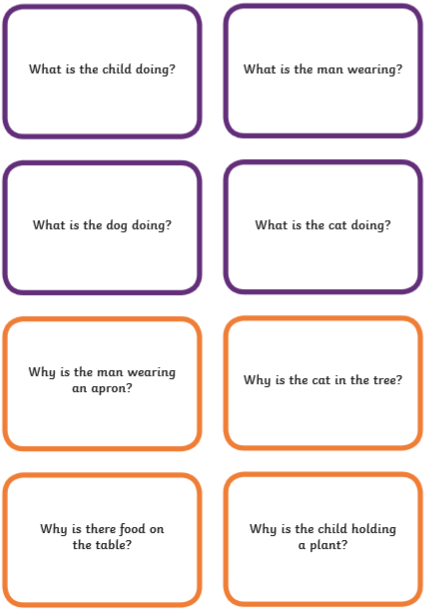 What is the child doing?
What is the man wearing?
What is the dog doing?
What is the cat doing?
Why is the man wearing
an apron?
Why is the cat in the tree?
Why is there food on
the table?
Why is the child holding
a plant?